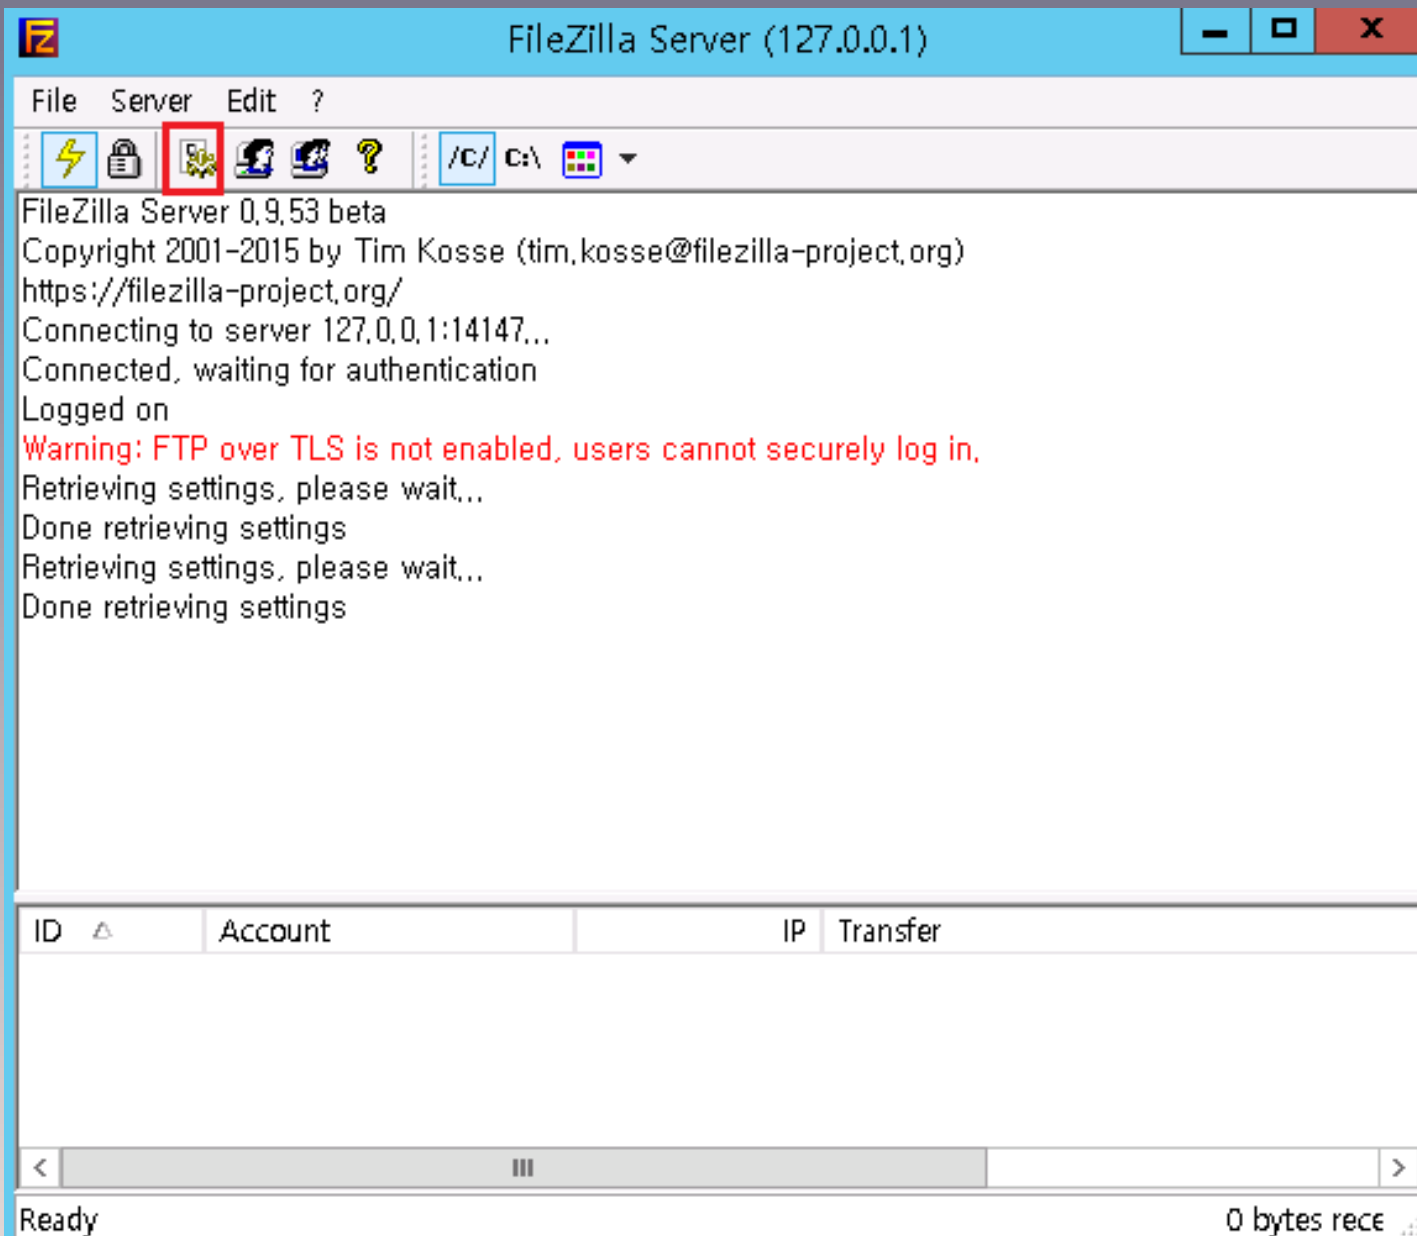 FileZilla Server (127.0.0.1)
File Server Edit ?
/C/ C:\
FileZilla Server 0.9.53 beta
Copyright 2001-2015 by Tim Kosse (tim.kosse@filezilla-project.org)
https://filezilla-project.org/
Connecting to server 127.0.0.1:14147...
Connected, waiting for authentication
Logged on
Warning: FTP over TLS is not enabled, users cannot securely log in.
Retrieving settings, please wait...
Done retrieving settings
Retrieving settings, please wait...
Done retrieving settings
ID Account IP Transfer
Ready 0 bytes rece